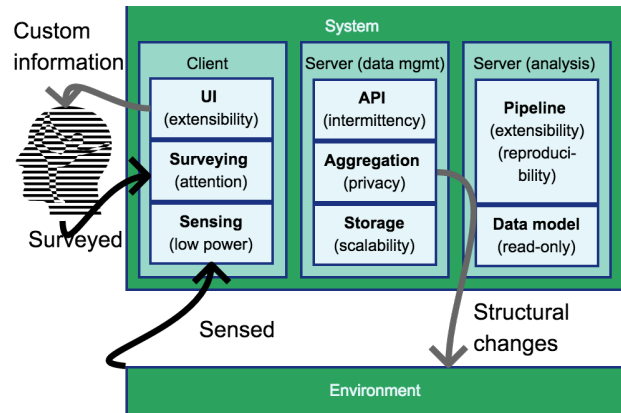 System
Custom
information
Client
UI
(extensibility)
Surveying
(attention)
Sensing
(low power)
Server (data mgmt)
API
(intermittency)
Aggregation
(privacy)
Storage
(scalability)
Server (analysis)
Pipeline
(extensibility)
(reproduci-
bility)
Data model
(read-only)
Surveyed
Sensed
Structural
changes
Environment